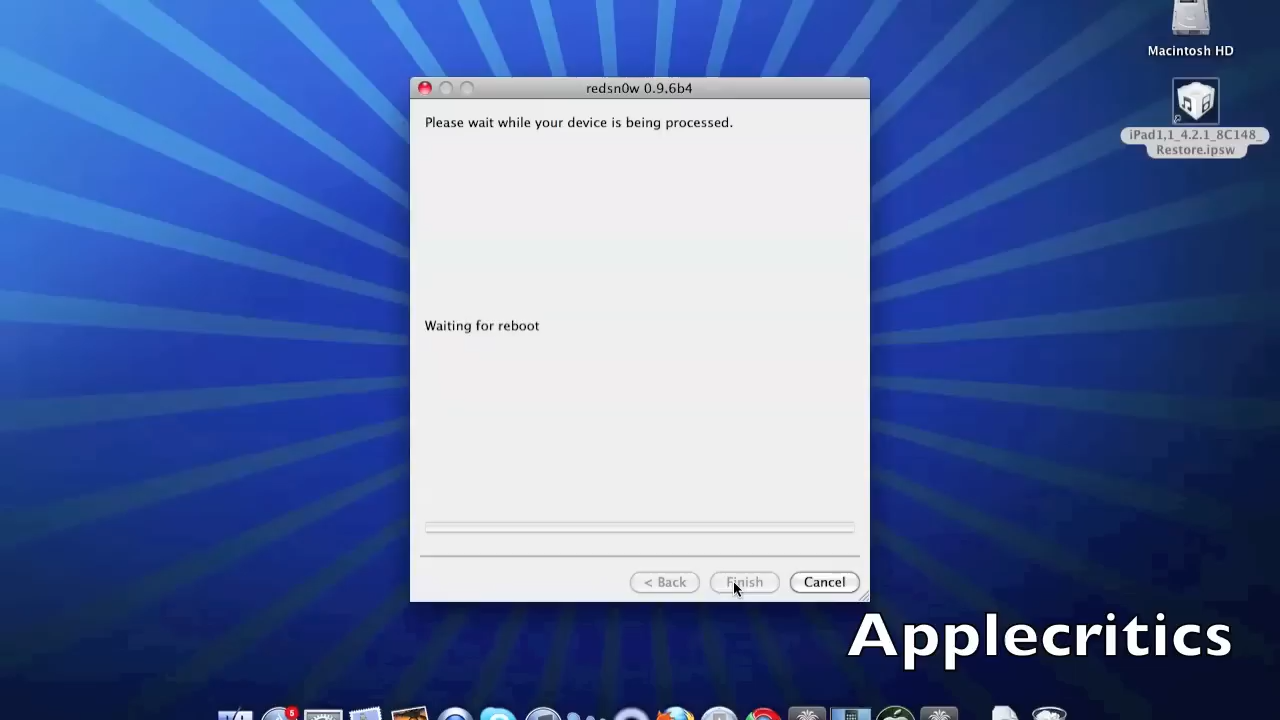 redsn0w 0.9.6b4
Macintosh HD
Please wait while your device is being processed.
iPad1,1_4.2.1_8C148_
Restore.ipsw
Waiting for reboot
< Back
Finish
Cancel
Applecritics
5